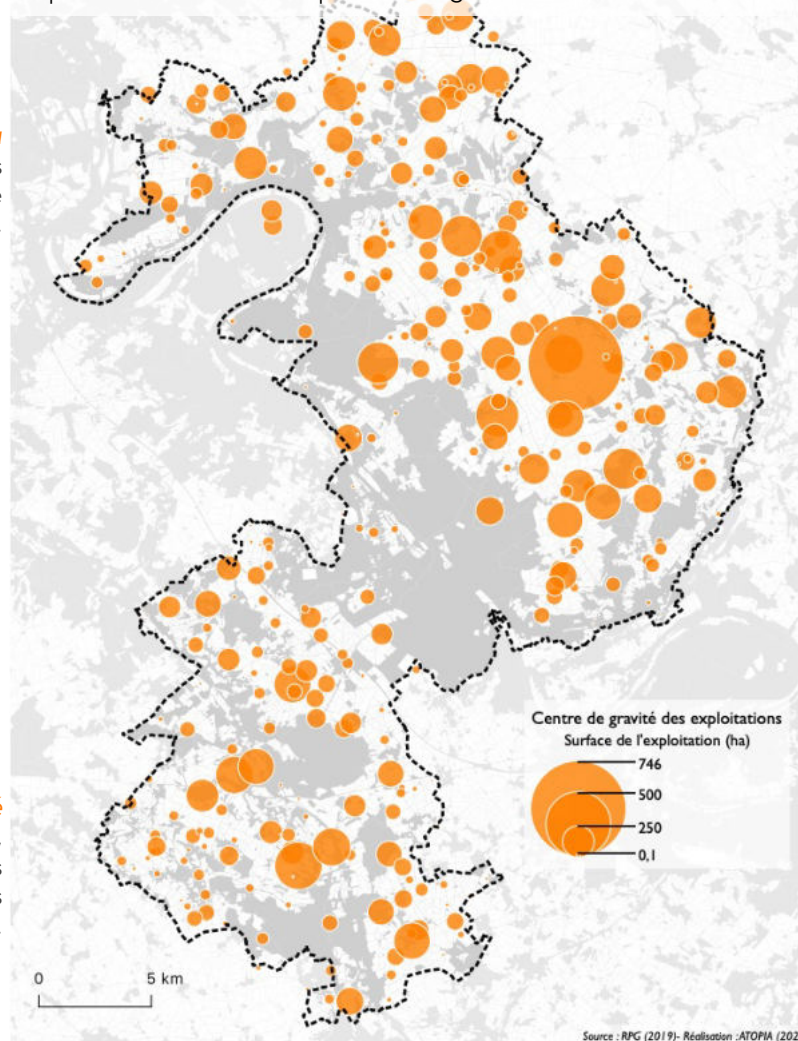 Centre de gravité des exploitations
Surface de l'exploitation (ha)
746
500
250
0,1
0 5 km
Source : RPG (2019)- Réalisation :ATOPIA (202